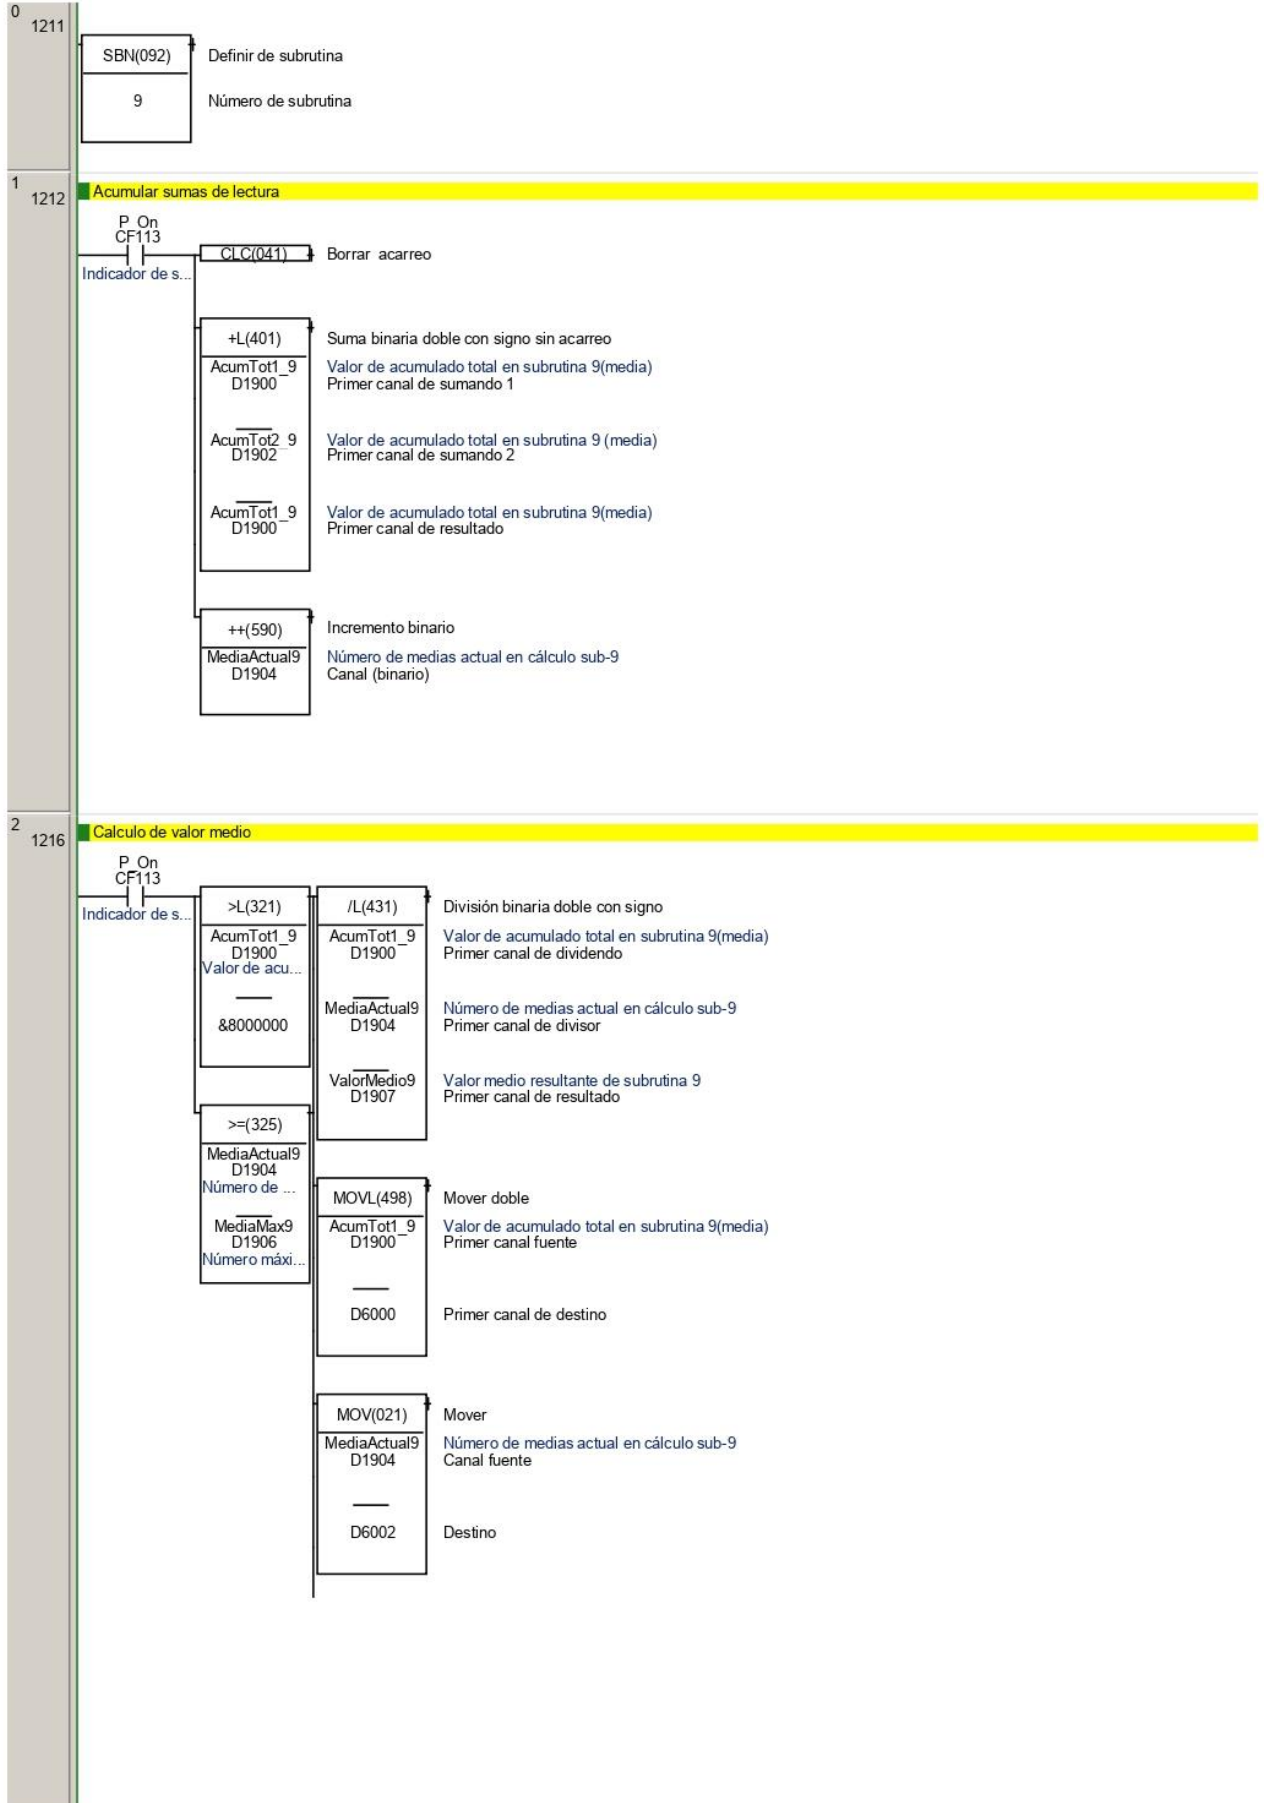 0
1211
SBN(092) Definir de subrutina
9 Número de subrutina
1
1212
Acumular sumas de lectura
P_On
CF113
Indicador de s...
CLC(041) Borrar acarreo
+L(401) Suma binaria doble con signo sin acarreo
AcumTot1_9 Valor de acumulado total en subrutina 9(media)
D1900 Primer canal de sumando 1
AcumTot2_9 Valor de acumulado total en subrutina 9 (media)
D1902 Primer canal de sumando 2
AcumTot1_9 Valor de acumulado total en subrutina 9(media)
D1900 Primer canal de resultado
++(590) Incremento binario
MediaActual9 Número de medias actual en cálculo sub-9
D1904 Canal (binario)
2
1216
Calculo de valor medio
P_On
CF113
Indicador de s...
>L(321)
AcumTot1_9
D1900
Valor de acu...
&8000000
>=(325)
MediaActual9
D1904
Número de ...
MediaMax9
D1906
Número máxi...
/L(431) División binaria doble con signo
AcumTot1_9 Valor de acumulado total en subrutina 9(media)
D1900 Primer canal de dividendo
MediaActual9 Número de medias actual en cálculo sub-9
D1904 Primer canal de divisor
ValorMedio9 Valor medio resultante de subrutina 9
D1907 Primer canal de resultado
MOVL(498) Mover doble
AcumTot1_9 Valor de acumulado total en subrutina 9(media)
D1900 Primer canal fuente
D6000 Primer canal de destino
MOV(021) Mover
MediaActual9 Número de medias actual en cálculo sub-9
D1904 Canal fuente
D6002 Destino